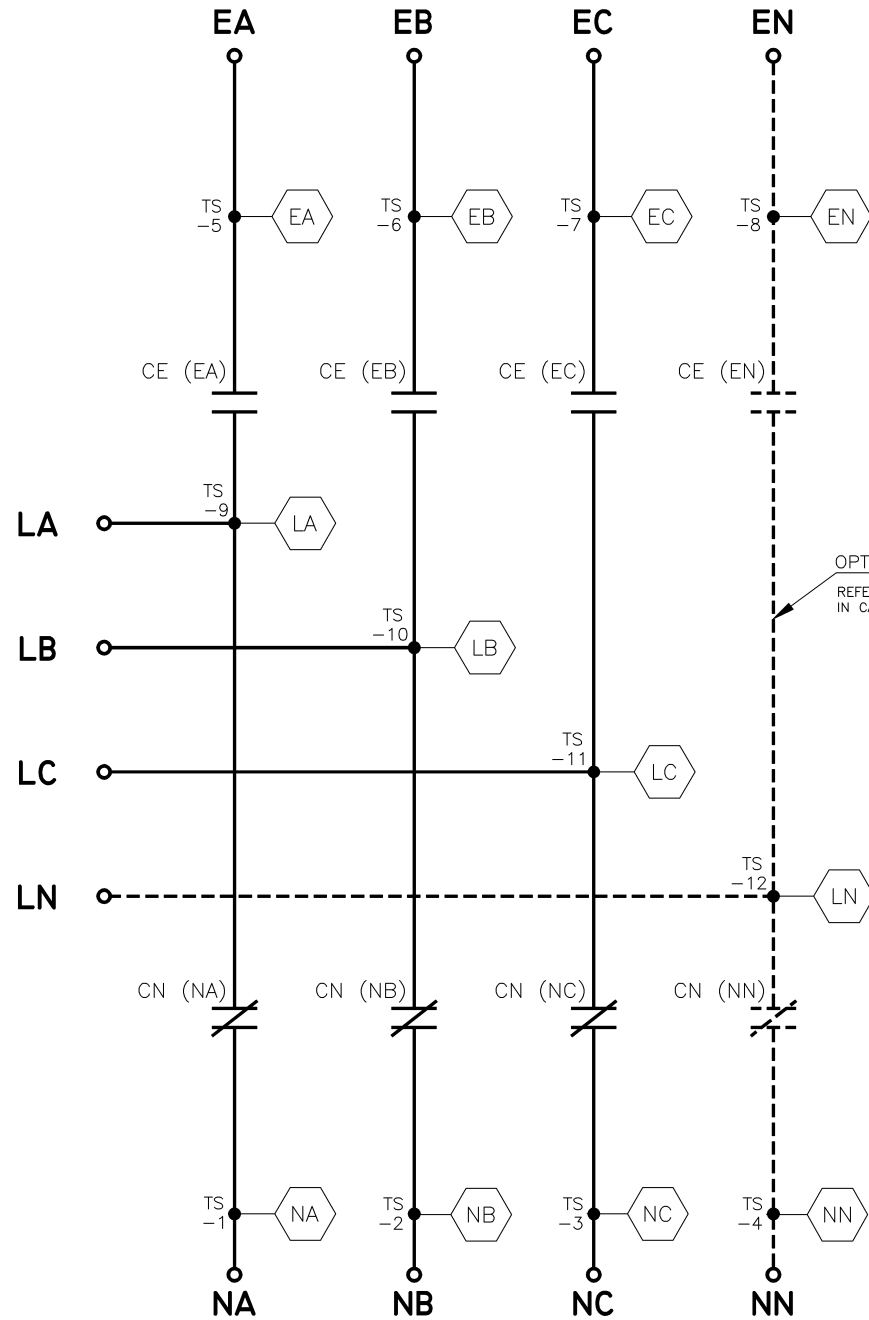 EA EB EC EN
TS
-5
EA
TS
-6
EB
TS
-7
EC
TS
-8
EN
CE (EA)
CE (EB)
CE (EC)
CE (EN)
LA
TS
-9
LA
OPT
REFE
IN CA
LB
TS
-10
LB
LC
TS
-11
LC
LN
TS
-12
LN
CN (NA)
CN (NB)
CN (NC)
CN (NN)
TS
-1
NA
TS
-2
NB
TS
-3
NC
TS
-4
NN
NA NB NC NN